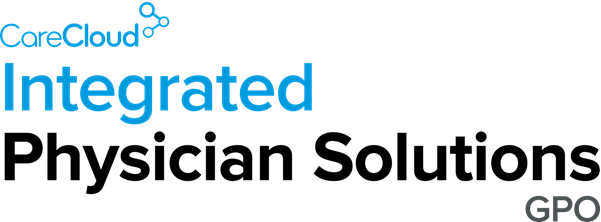 CareCloud
Integrated
Physician Solutions
GPO